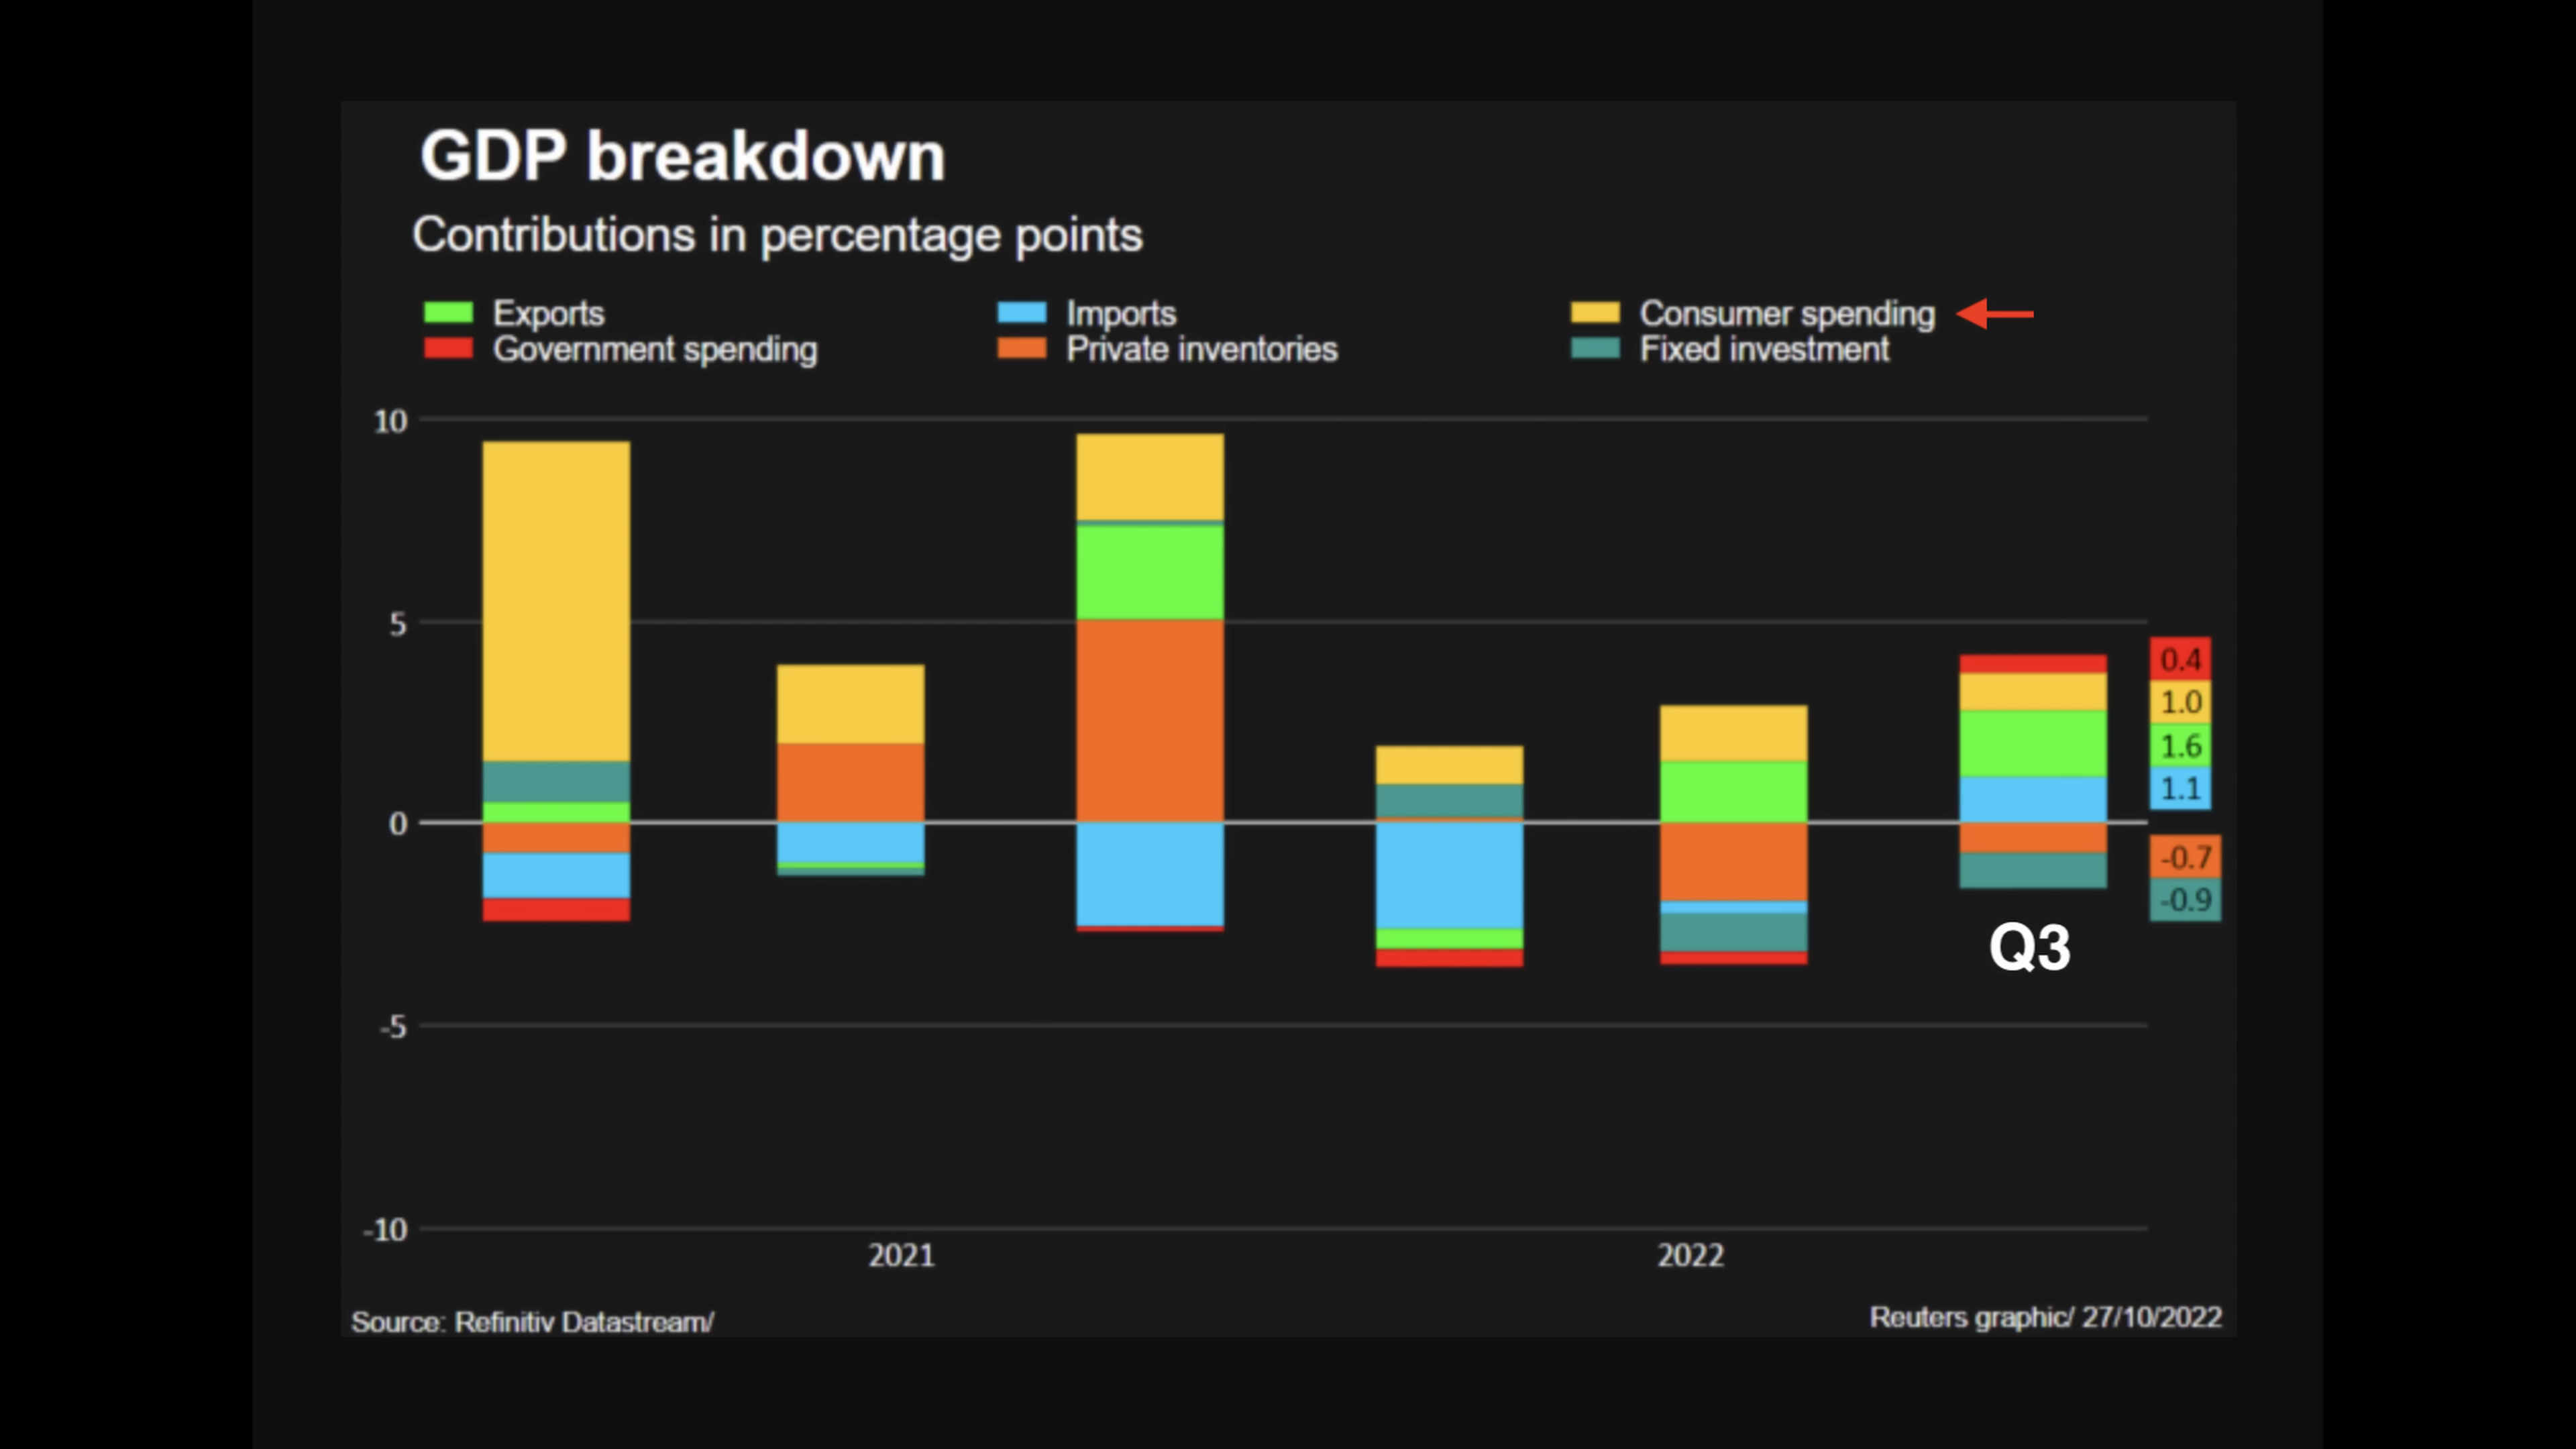 GDP breakdown
Contributions in percentage points
Exports
Imports
Consumer spending
Government spending
Private inventories
Fixed investment
10
5
0
-5
-10
0.4
1.0
1.6
1.1
-0.7
-0.9
Q3
2021
2022
Source: Refinitiv Datastream/
Reuters graphic/ 27/10/2022